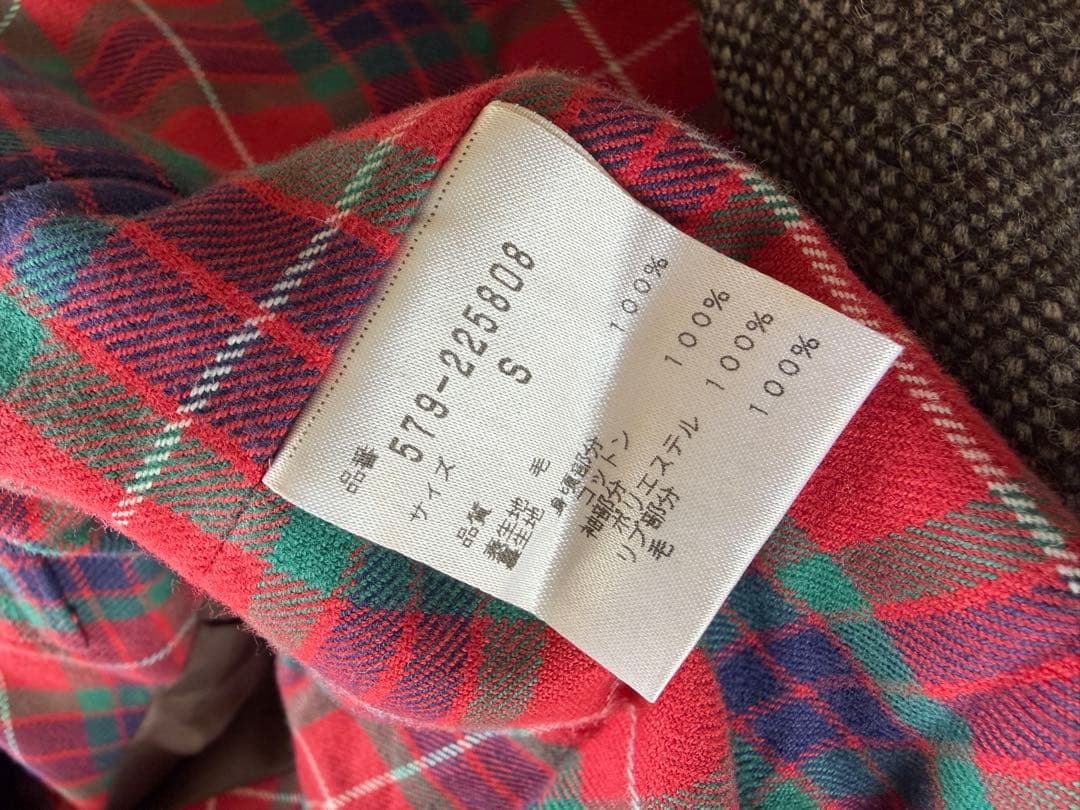 品番
579-225808
サイズ S
品質
表生地 毛 100%
裏生地
身頃部分
コットン 100%
袖部分
ポリエステル 100%
リブ部分
毛 100%